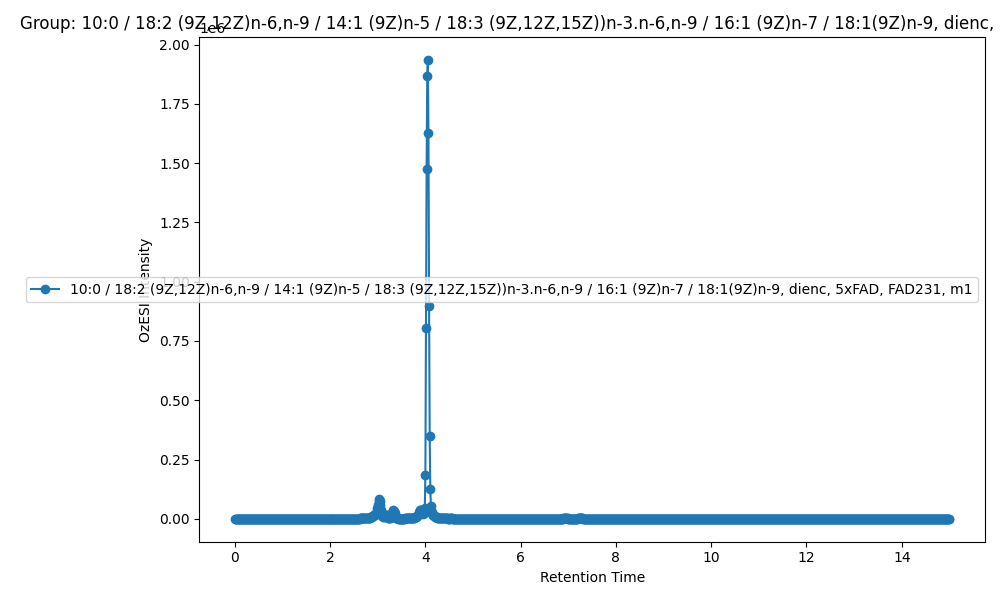 Group: 10:0 / 18:2 (9Z,12Z)n-6,n-9 / 14:1 (9Z)n-5 / 18:3 (9Z,12Z,15Z))n-3.n-6,n-9 / 16:1 (9Z)n-7 / 18:1(9Z)n-9, dienc,
1e6
2.00
1.75
1.50
1.25
1.00
0.75
0.50
0.25
0.00
OzESI Intensity
10:0 / 18:2 (9Z,12Z)n-6,n-9 / 14:1 (9Z)n-5 / 18:3 (9Z,12Z,15Z))n-3.n-6,n-9 / 16:1 (9Z)n-7 / 18:1(9Z)n-9, dienc, 5xFAD, FAD231, m1
0 2 4 6 8 10 12 14
Retention Time